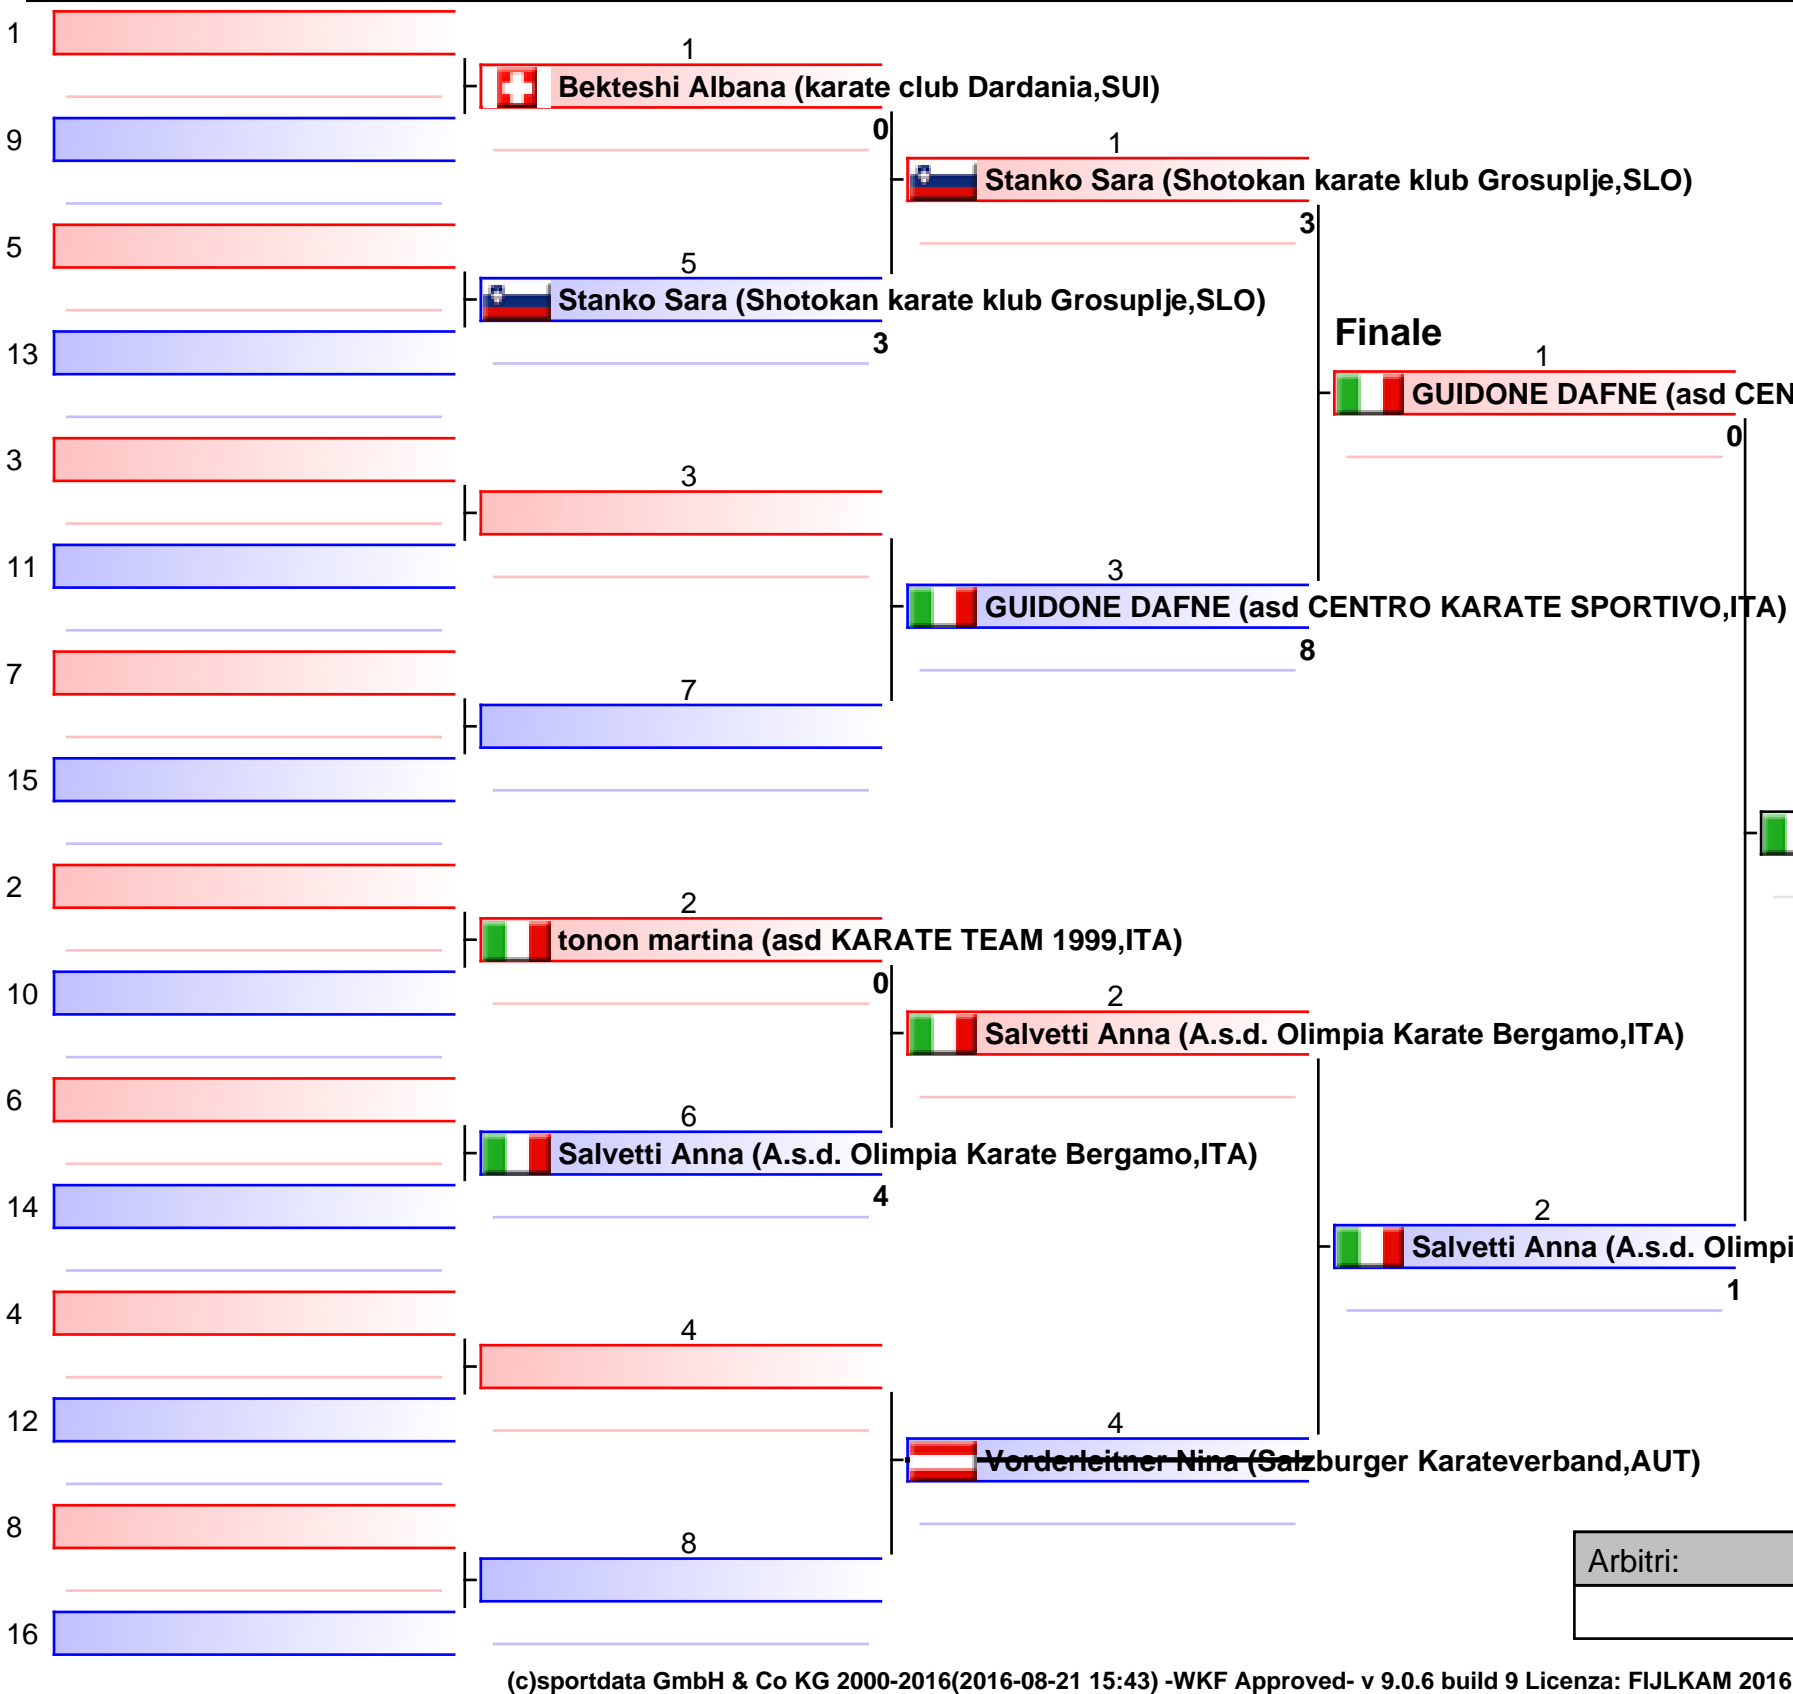 1
9
5
13
3
11
7
15
2
10
6
14
4
12
8
16
1
Bekteshi Albana (karate club Dardania,SUI)
0
5
Stanko Sara (Shotokan karate klub Grosuplje,SLO)
3
3
7
2
tonon martina (asd KARATE TEAM 1999,ITA)
0
6
Salvetti Anna (A.s.d. Olimpia Karate Bergamo,ITA)
4
4
8
1
Stanko Sara (Shotokan karate klub Grosuplje,SLO)
3
3
GUIDONE DAFNE (asd CENTRO KARATE SPORTIVO,ITA)
8
2
Salvetti Anna (A.s.d. Olimpia Karate Bergamo,ITA)
4
Vorderleitner Nina (Salzburger Karateverband,AUT)
Finale
1
GUIDONE DAFNE (asd CEN
0
2
Salvetti Anna (A.s.d. Olimpi
1
Arbitri:
(c)sportdata GmbH & Co KG 2000-2016(2016-08-21 15:43) -WKF Approved- v 9.0.6 build 9 Licenza: FIJLKAM 2016